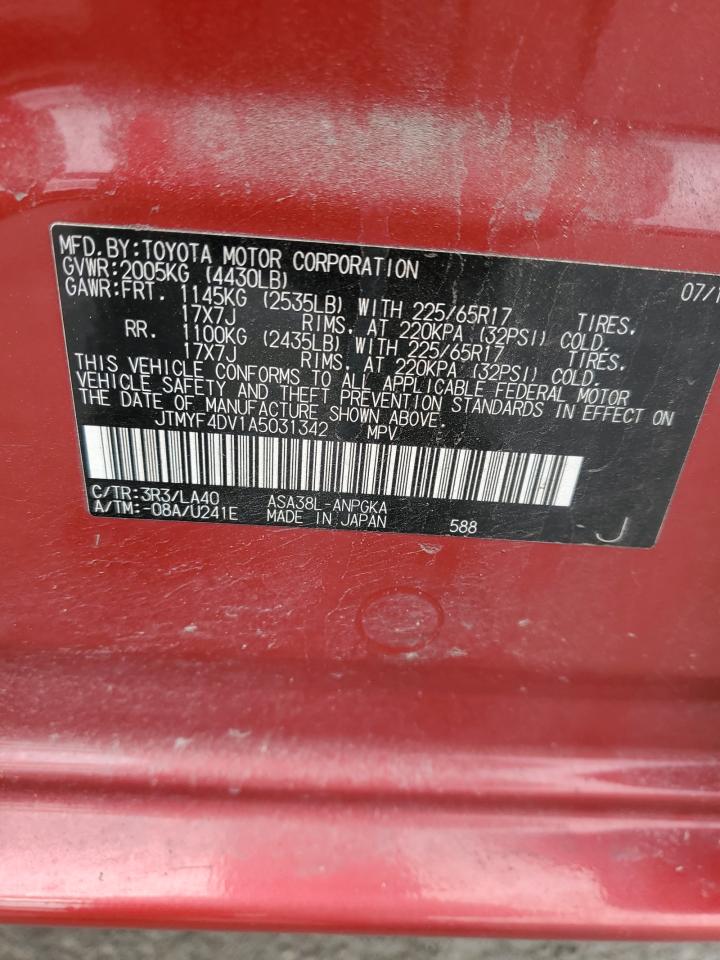 MFD. BY:TOYOTA MOTOR CORPORATION 07/1
GVWR:2005KG (4430LB)
GAWR:FRT. 1145KG (2535LB) WITH 225/65R17 TIRES,
17X7J RIMS, AT 220KPA (32PSI) COLD.
RR. 1100KG (2435LB) WITH 225/65R17 TIRES,
17X7J RIMS, AT 220KPA (32PSI) COLD.
THIS VEHICLE CONFORMS TO ALL APPLICABLE FEDERAL MOTOR
VEHICLE SAFETY AND THEFT PREVENTION STANDARDS IN EFFECT ON
THE DATE OF MANUFACTURE SHOWN ABOVE.
JTMYF4DV1A5031342 MPV
C/TR:3R3/LA40 ASA38L-ANPGKA
A/TM:-08A/U241E MADE IN JAPAN 588 J